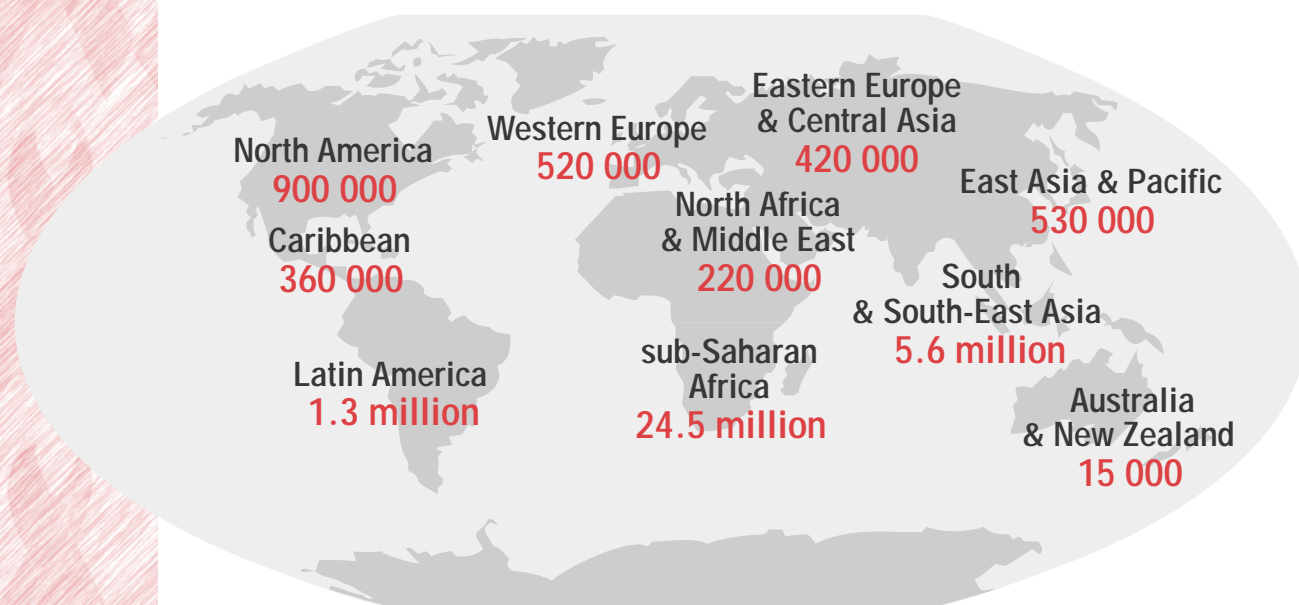 North America
900 000
Caribbean
360 000
Latin America
1.3 million
Western Europe
520 000
Eastern Europe
& Central Asia
420 000
North Africa
& Middle East
220 000
sub-Saharan
Africa
24.5 million
East Asia & Pacific
530 000
South
& South-East Asia
5.6 million
Australia
& New Zealand
15 000